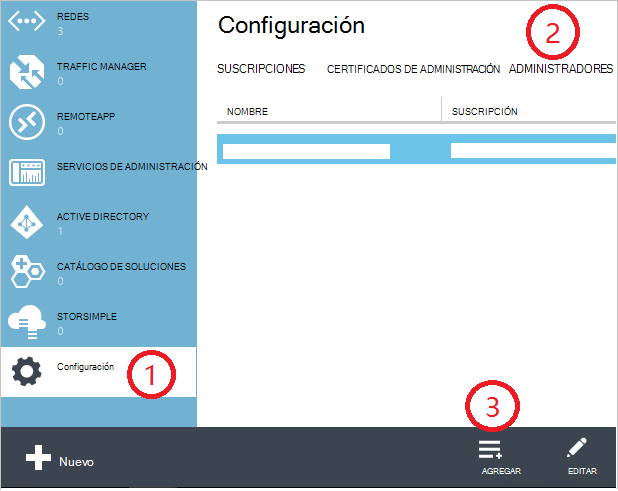 REDES
3
TRAFFIC MANAGER
0
REMOTEAPP
0
SERVICIOS DE ADMINISTRACIÓN
ACTIVE DIRECTORY
1
CATÁLOGO DE SOLUCIONES
0
STORSIMPLE
0
Configuración
1
Configuración
2
SUSCRIPCIONES CERTIFICADOS DE ADMINISTRACIÓN ADMINISTRADORES
NOMBRE SUSCRIPCIÓN
3
Nuevo
AGREGAR
EDITAR